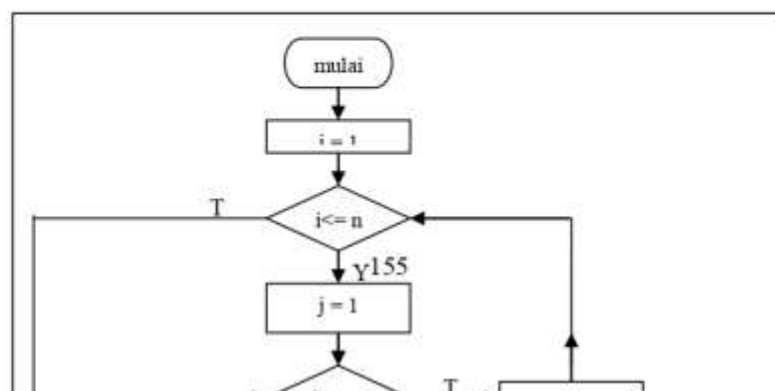 mulai
i = 1
T
i<= n
Y155
j = 1
T